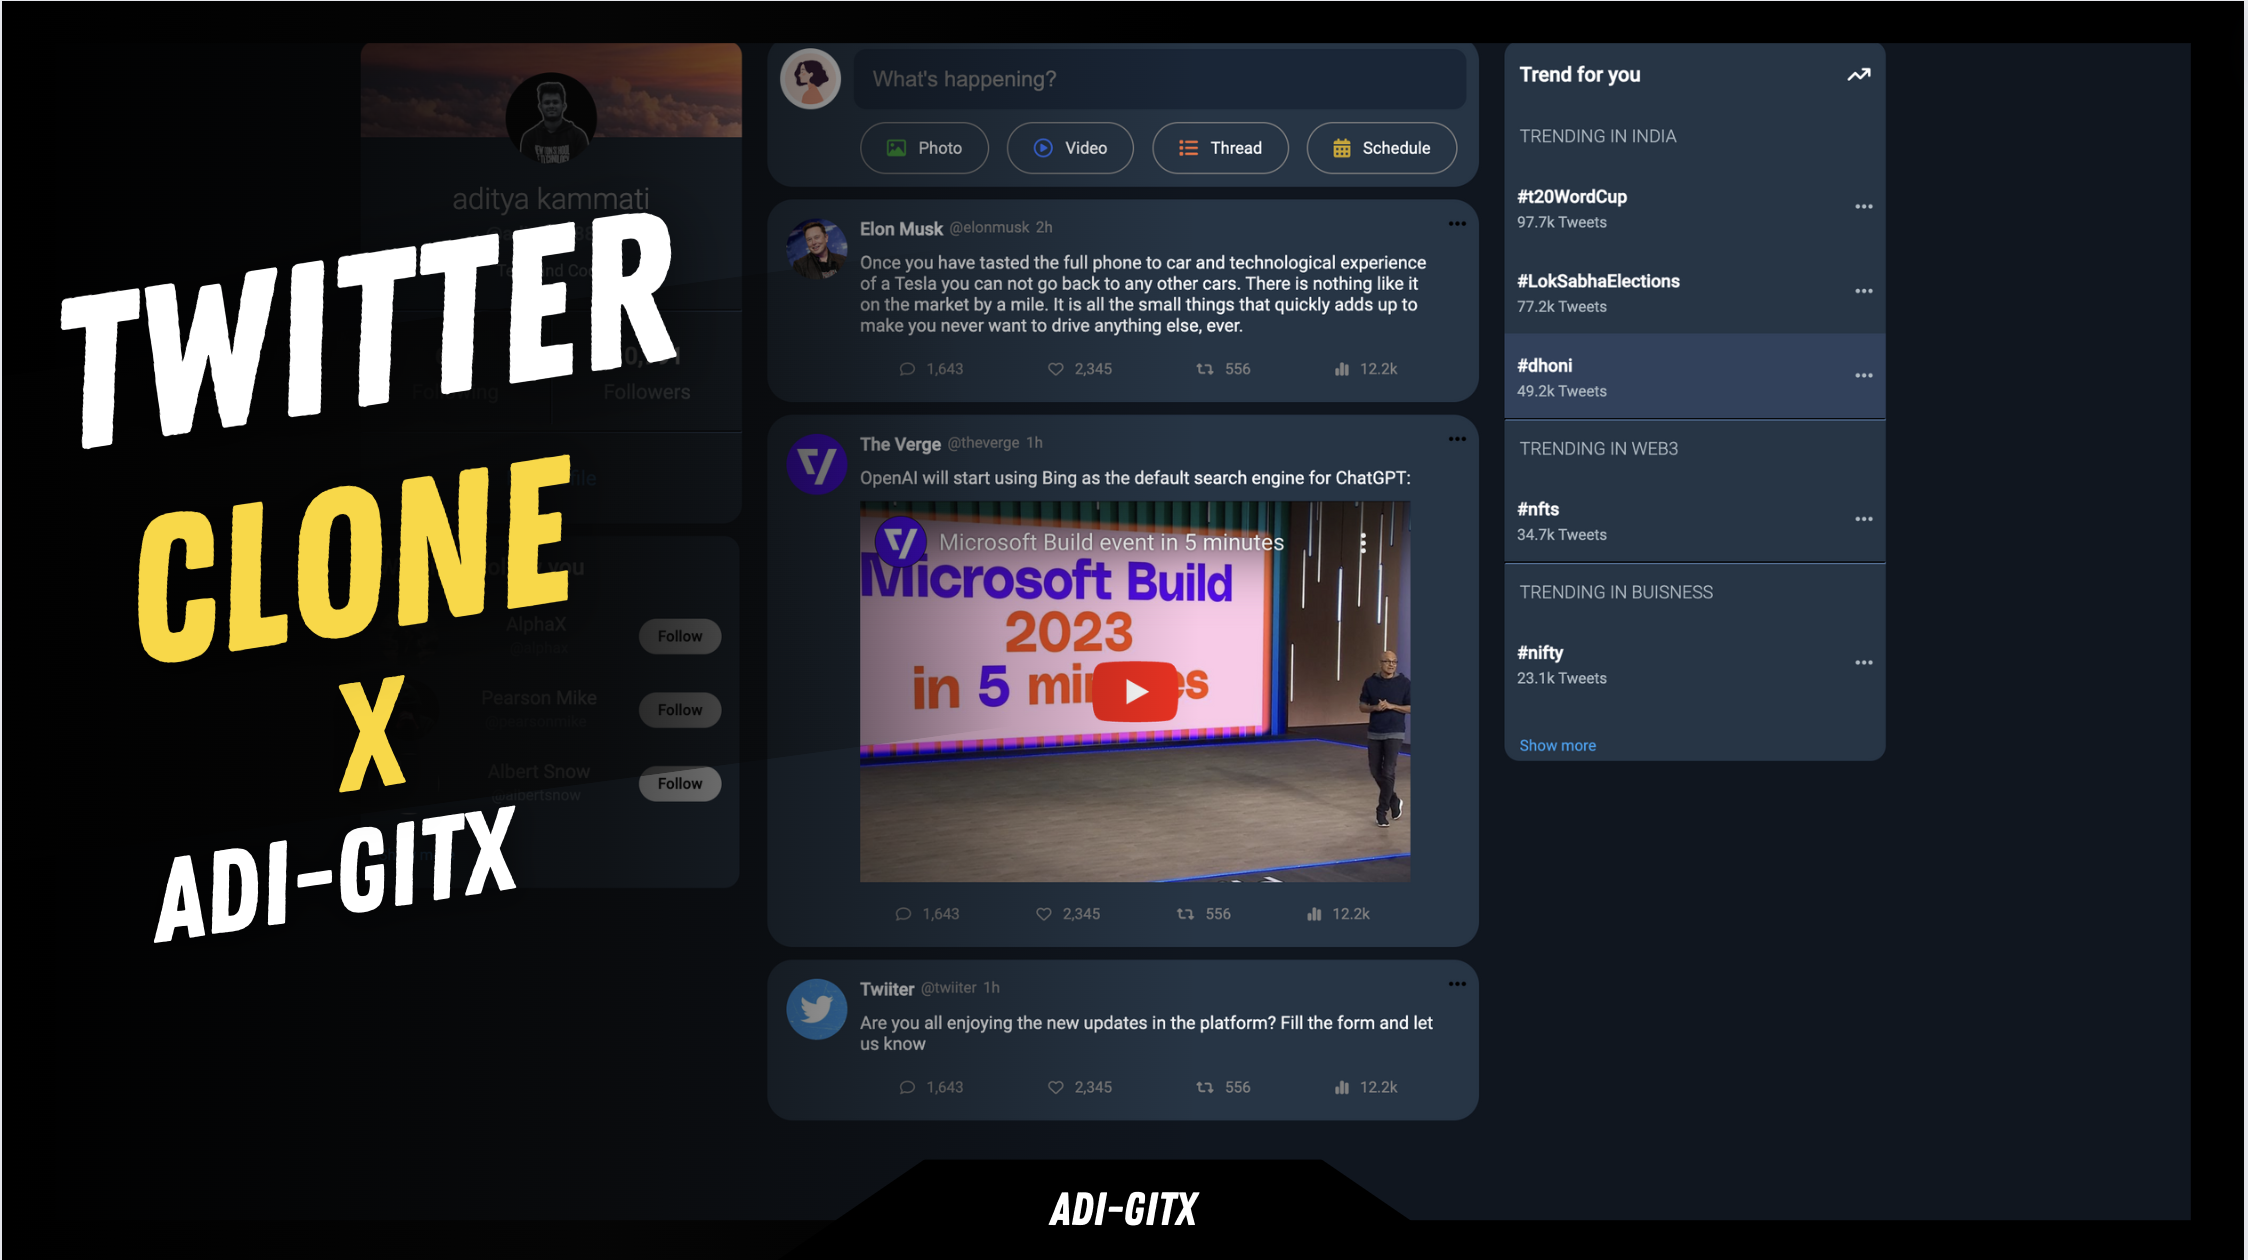 TWITTER
CLONE
X
ADI-GITX
aditya kammati
Followers
AlphaX
Follow
Pearson Mike
@pearsonmike
Follow
Albert Snow
Follow
What's happening?
Photo
Video
Thread
Schedule
Elon Musk @elonmusk 2h
Once you have tasted the full phone to car and technological experience
of a Tesla you can not go back to any other cars. There is nothing like it
on the market by a mile. It is all the small things that quickly adds up to
make you never want to drive anything else, ever.
1,643 2,345 556 12.2k
The Verge @theverge 1h
OpenAI will start using Bing as the default search engine for ChatGPT:
Microsoft Build event in 5 minutes
Microsoft Build
2023
in 5
1,643 2,345 556 12.2k
Twiiter @twiiter 1h
Are you all enjoying the new updates in the platform? Fill the form and let
us know
1,643 2,345 556 12.2k
Trend for you
TRENDING IN INDIA
#t20WordCup
97.7k Tweets
#LokSabhaElections
77.2k Tweets
#dhoni
49.2k Tweets
TRENDING IN WEB3
#nfts
34.7k Tweets
TRENDING IN BUISNESS
#nifty
23.1k Tweets
Show more
ADI-GITX